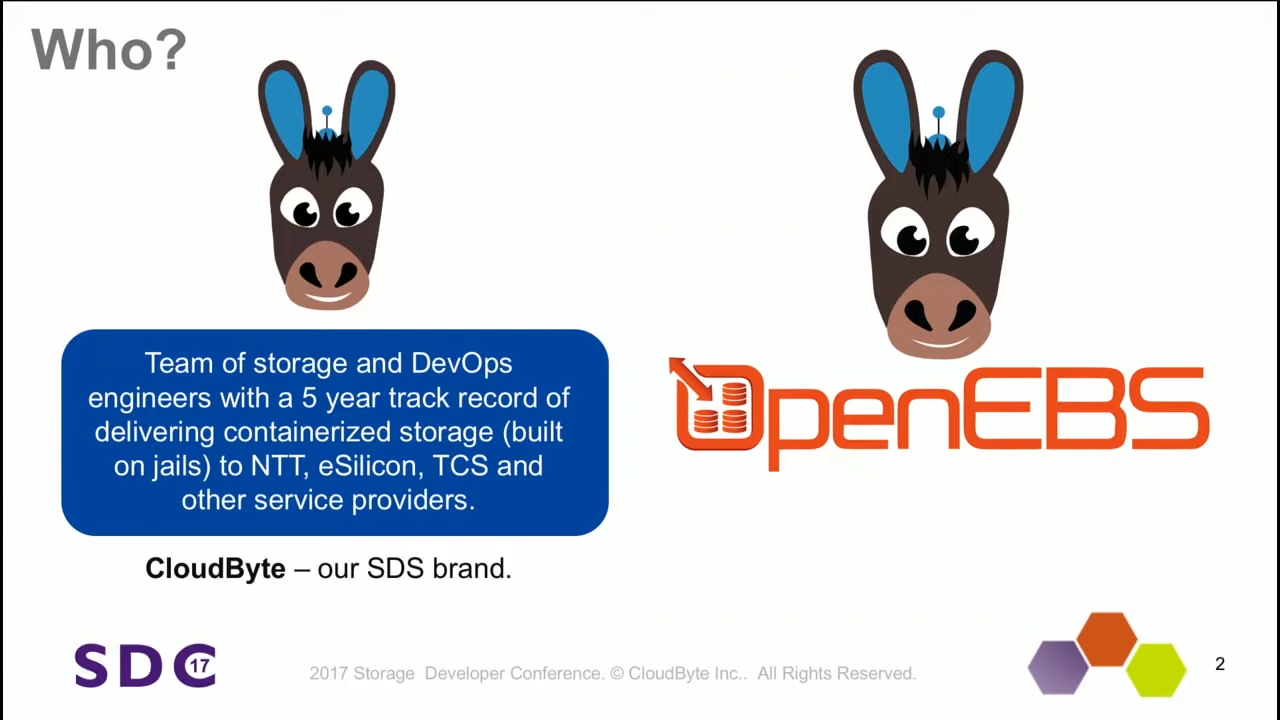 Who?
Team of storage and DevOps
engineers with a 5 year track record of
delivering containerized storage (built
on jails) to NTT, eSilicon, TCS and
other service providers.
CloudByte – our SDS brand.
OpenEBS
SDC 17
2017 Storage  Developer Conference. © CloudByte Inc..  All Rights Reserved.
2